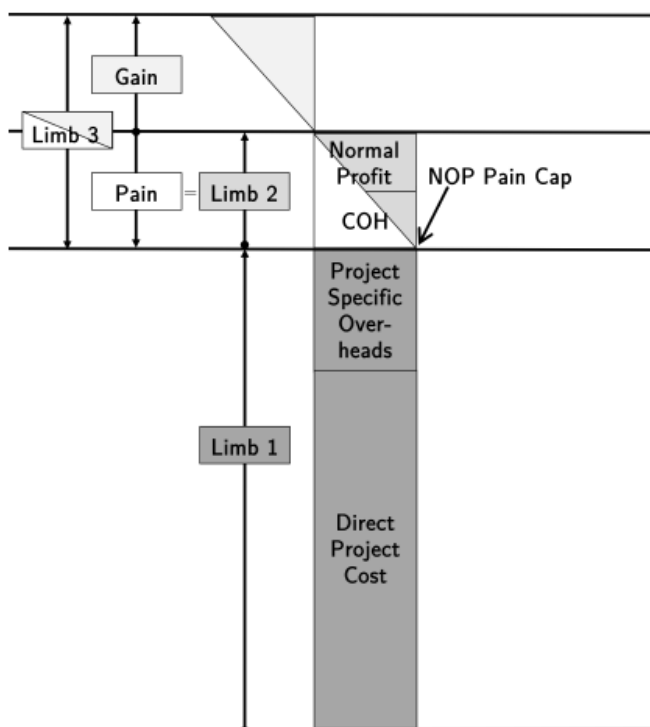 Gain
Limb 3
Normal
Profit
NOP Pain Cap
Pain
=
Limb 2
COH
Project
Specific
Over-
heads
Limb 1
Direct
Project
Cost